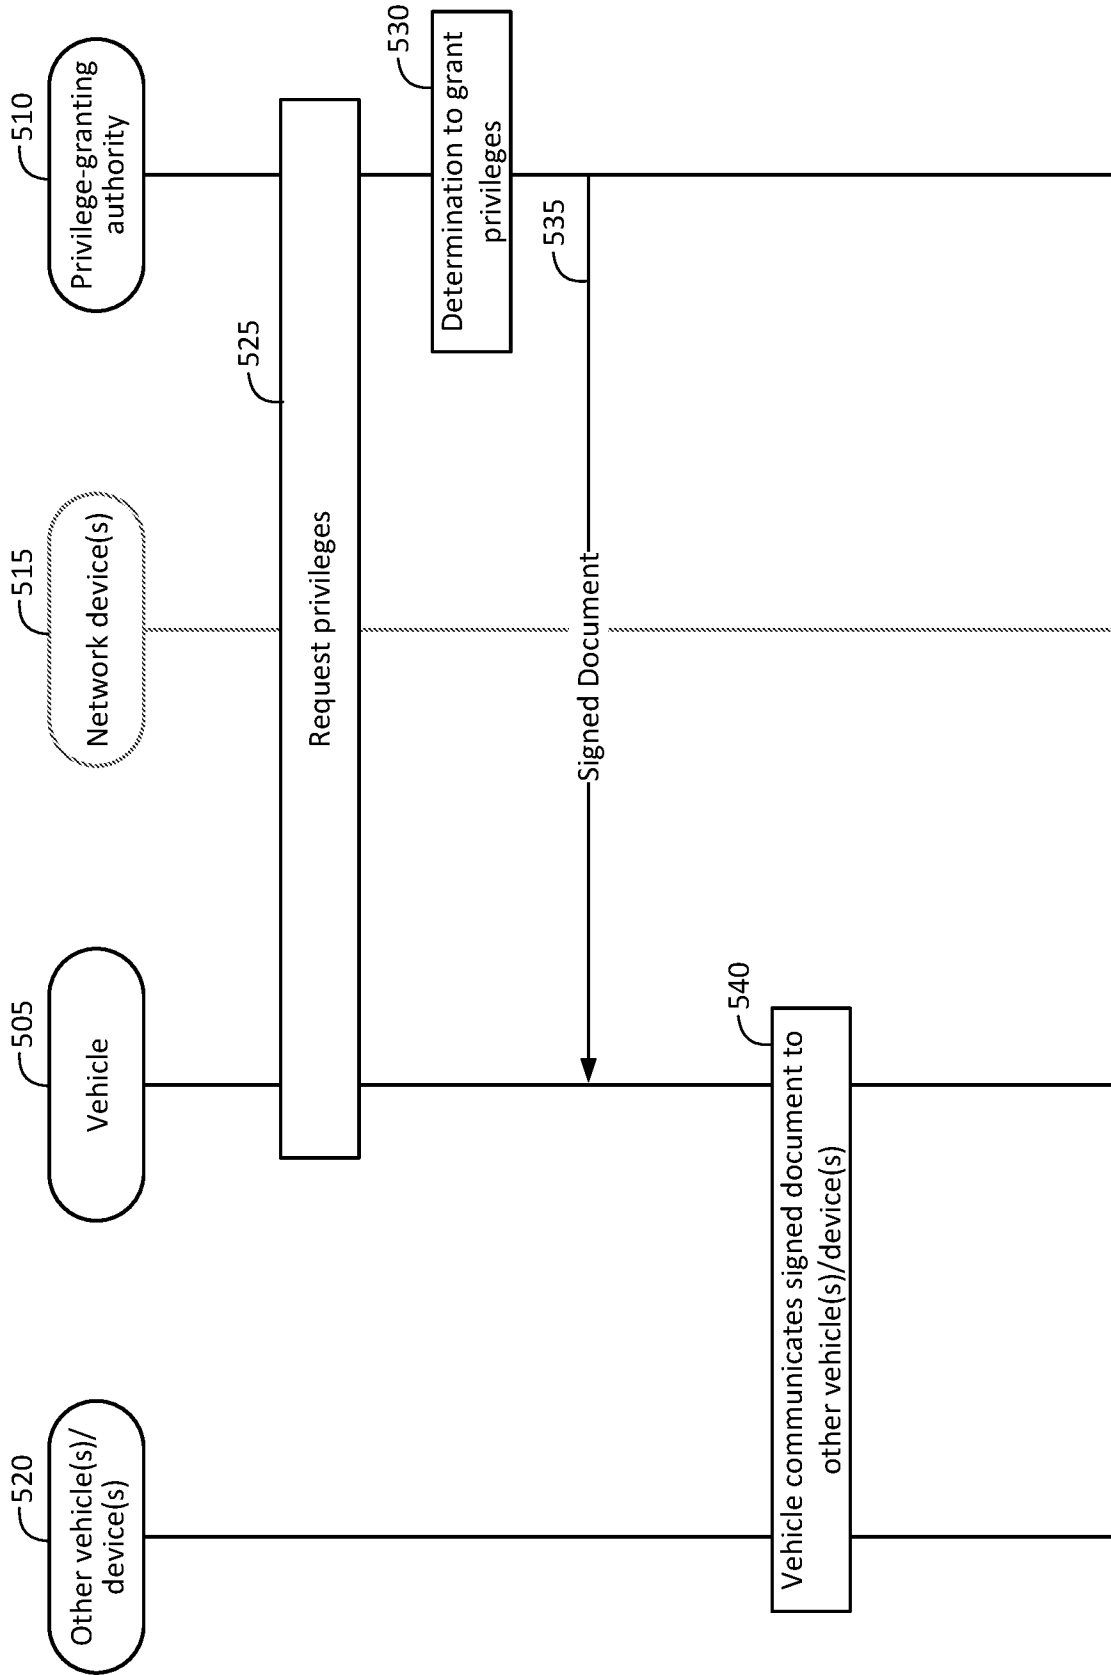 520
Other vehicle(s)/
device(s)
505
Vehicle
515
Network device(s)
510
Privilege-granting
authority
525
Request privileges
530
Determination to grant
privileges
535
Signed Document
540
Vehicle communicates signed document to
other vehicle(s)/device(s)